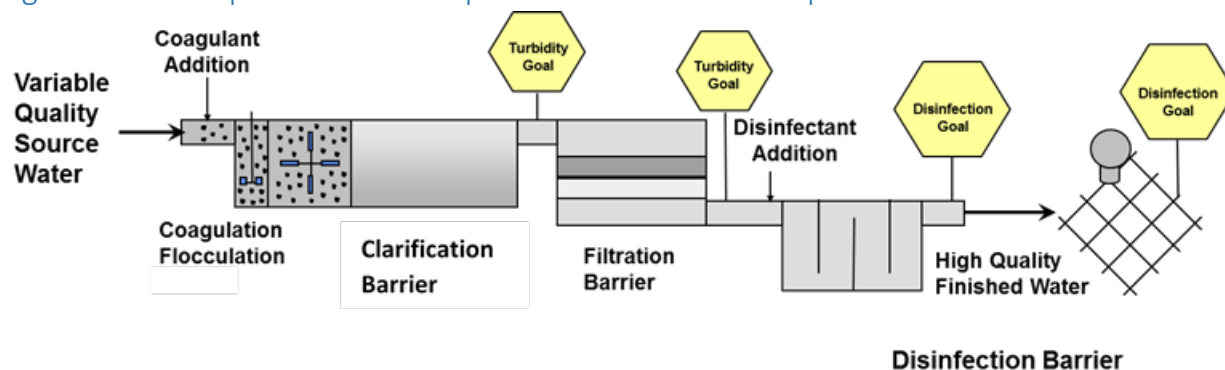 Coagulant
Addition
Variable
Quality
Source
Water
Turbidity
Goal
Turbidity
Goal
Disinfectant
Addition
Disinfection
Goal
Disinfection
Goal
Coagulation
Flocculation
Clarification
Barrier
Filtration
Barrier
High Quality
Finished Water
Disinfection Barrier